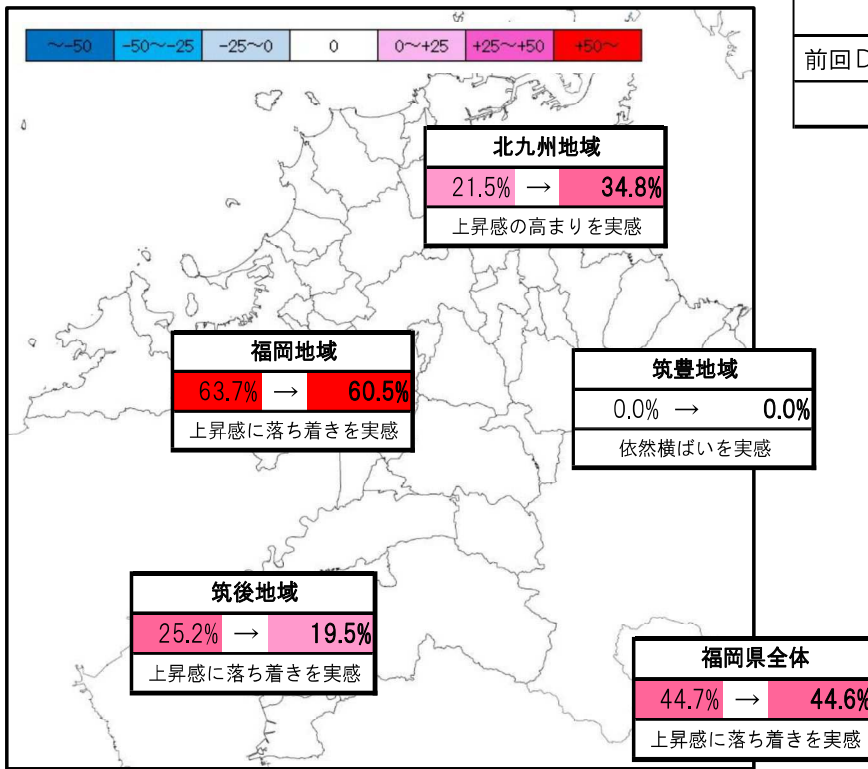 ~-50 -50~-25 -25~0 0 0~+25 +25~+50 +50~
前回D
北九州地域
21.5% → 34.8%
上昇感の高まりを実感
福岡地域
63.7% → 60.5%
上昇感に落ち着きを実感
筑豊地域
0.0% → 0.0%
依然横ばいを実感
筑後地域
25.2% → 19.5%
上昇感に落ち着きを実感
福岡県全体
44.7% → 44.6%
上昇感に落ち着きを実感